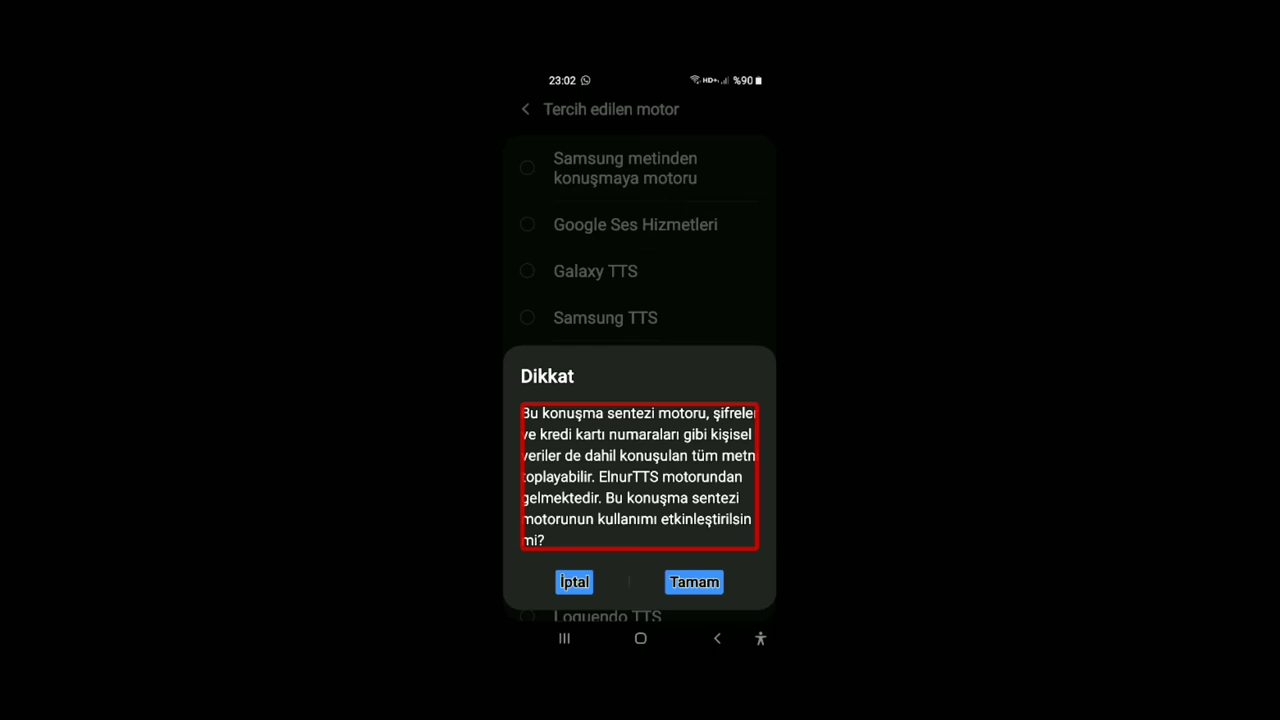 23:02
HD+ %90
Tercih edilen motor
Samsung metinden
konuşmaya motoru
Google Ses Hizmetleri
Galaxy TTS
Samsung TTS
Dikkat
Bu konuşma sentezi motoru, şifreler
ve kredi kartı numaraları gibi kişisel
veriler de dahil konuşulan tüm metni
toplayabilir. ElnurTTS motorundan
gelmektedir. Bu konuşma sentezi
motorunun kullanımı etkinleştirilsin
mi?
İptal
Tamam
Loquendo TTS